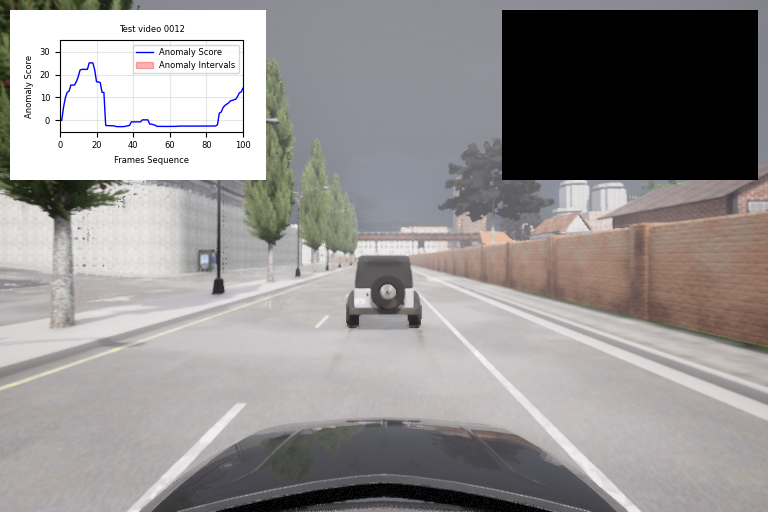 Test video 0012
Anomaly Score
Anomaly Intervals
Anomaly Score
30
20
10
0
0 20 40 60 80 100
Frames Sequence